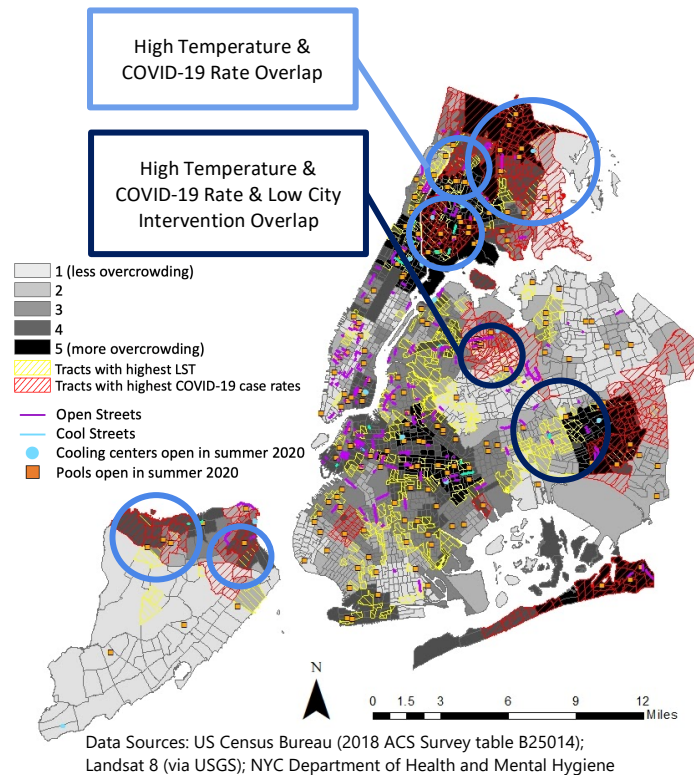 High Temperature &
COVID-19 Rate Overlap
High Temperature &
COVID-19 Rate & Low City
Intervention Overlap
1 (less overcrowding)
2
3
4
5 (more overcrowding)
Tracts with highest LST
Tracts with highest COVID-19 case rates
Open Streets
Cool Streets
Cooling centers open in summer 2020
Pools open in summer 2020
N
0 1.5 3 6 9 12
Miles
Data Sources: US Census Bureau (2018 ACS Survey table B25014);
Landsat 8 (via USGS); NYC Department of Health and Mental Hygiene